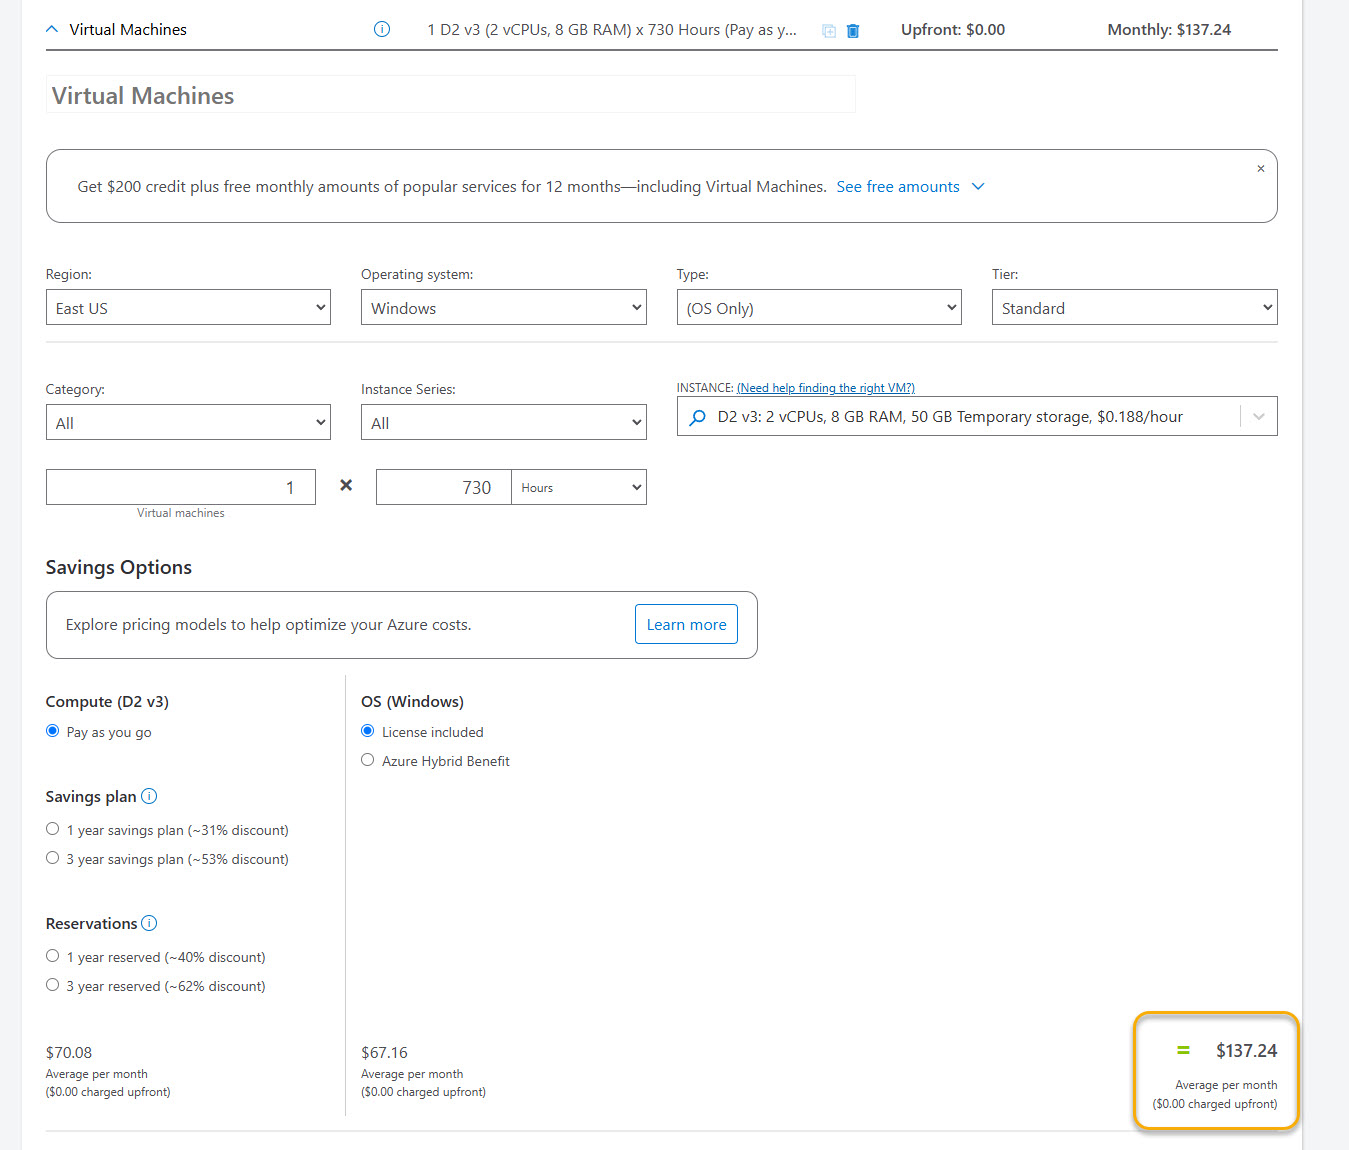 Virtual Machines 1 D2 v3 (2 vCPUs, 8 GB RAM) x 730 Hours (Pay as y... Upfront: $0.00 Monthly: $137.24
Virtual Machines
Get $200 credit plus free monthly amounts of popular services for 12 months—including Virtual Machines. See free amounts
×
Region: Operating system: Type: Tier:
East US Windows (OS Only) Standard
Category: Instance Series: INSTANCE: (Need help finding the right VM?)
All All D2 v3: 2 vCPUs, 8 GB RAM, 50 GB Temporary storage, $0.188/hour
1 × 730 Hours
Virtual machines
Savings Options
Explore pricing models to help optimize your Azure costs. Learn more
Compute (D2 v3)
Pay as you go
Savings plan
1 year savings plan (~31% discount)
3 year savings plan (~53% discount)
Reservations
1 year reserved (~40% discount)
3 year reserved (~62% discount)
$70.08
Average per month
($0.00 charged upfront)
OS (Windows)
License included
Azure Hybrid Benefit
$67.16
Average per month
($0.00 charged upfront)
= $137.24
Average per month
($0.00 charged upfront)